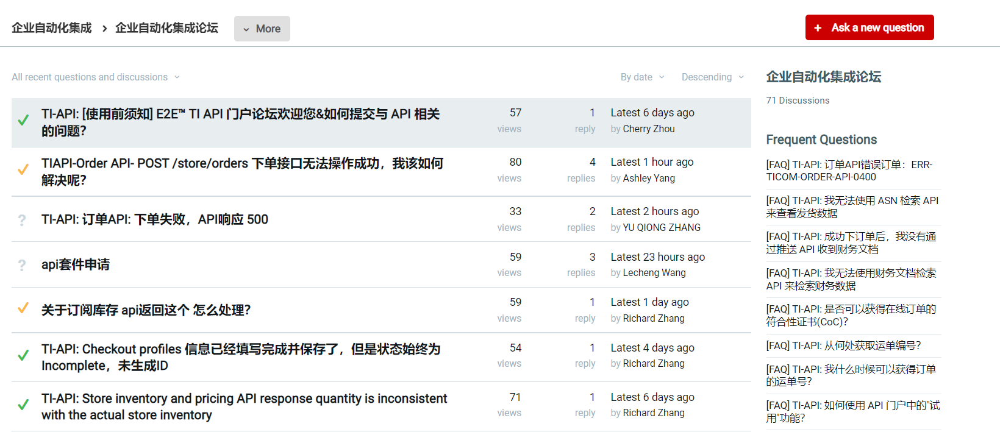 企业自动化集成 › 企业自动化集成论坛 More
+ Ask a new question
All recent questions and discussions
By date Descending
TI-API: [使用前须知] E2E™ TI API 门户论坛欢迎您&如何提交与 API 相关
的问题?
57 views
1 reply
Latest 6 days ago
by Cherry Zhou
TIAPI-Order API- POST /store/orders 下单接口无法操作成功，我该如何
解决呢?
80 views
4 replies
Latest 1 hour ago
by Ashley Yang
?
TI-API: 订单API: 下单失败，API响应 500
33 views
2 replies
Latest 2 hours ago
by YU QIONG ZHANG
?
api套件申请
59 views
3 replies
Latest 23 hours ago
by Lecheng Wang
关于订阅库存 api返回这个 怎么处理?
59 views
1 reply
Latest 1 day ago
by Richard Zhang
TI-API: Checkout profiles 信息已经填写完成并保存了，但是状态始终为
Incomplete，未生成ID
54 views
1 reply
Latest 4 days ago
by Richard Zhang
TI-API: Store inventory and pricing API response quantity is inconsistent
with the actual store inventory
71 views
1 reply
Latest 6 days ago
by Richard Zhang
企业自动化集成论坛
71 Discussions
Frequent Questions
[FAQ] TI-API: 订单API错误订单：ERR-
TICOM-ORDER-API-0400
[FAQ] TI-API: 我无法使用 ASN 检索 API
来查看发货数据
[FAQ] TI-API: 成功下订单后，我没有通
过推送 API 收到财务文档
[FAQ] TI-API: 我无法使用财务文档检索
API 来检索财务数据
[FAQ] TI-API: 是否可以获得在线订单的
符合性证书(CoC)?
[FAQ] TI-API: 从何处获取运单编号?
[FAQ] TI-API: 我什么时候可以获得订单
的运单号?
[FAQ] TI-API: 如何使用 API 门户中的"试
用"功能?